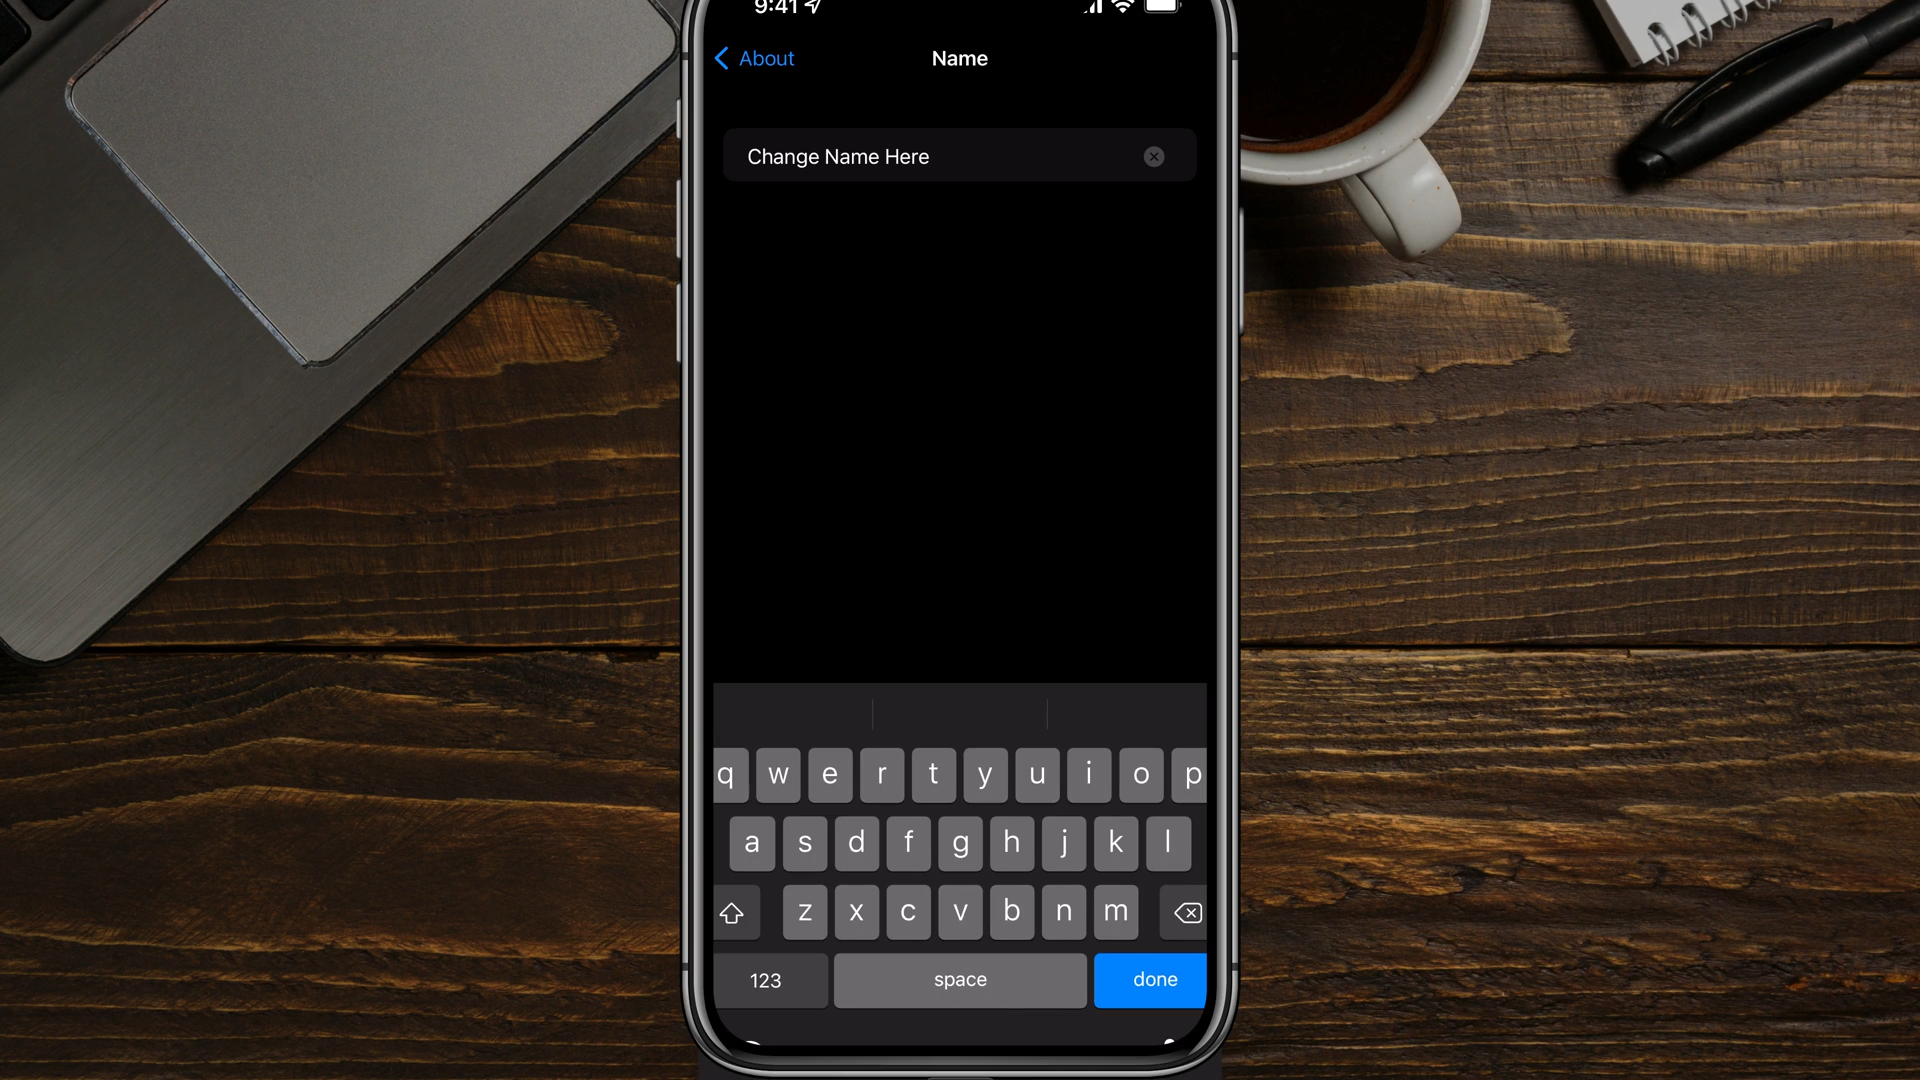 9:41
About
Name
Change Name Here
q w e r t y u i o p
a s d f g h j k l
z x c v b n m
123 space done